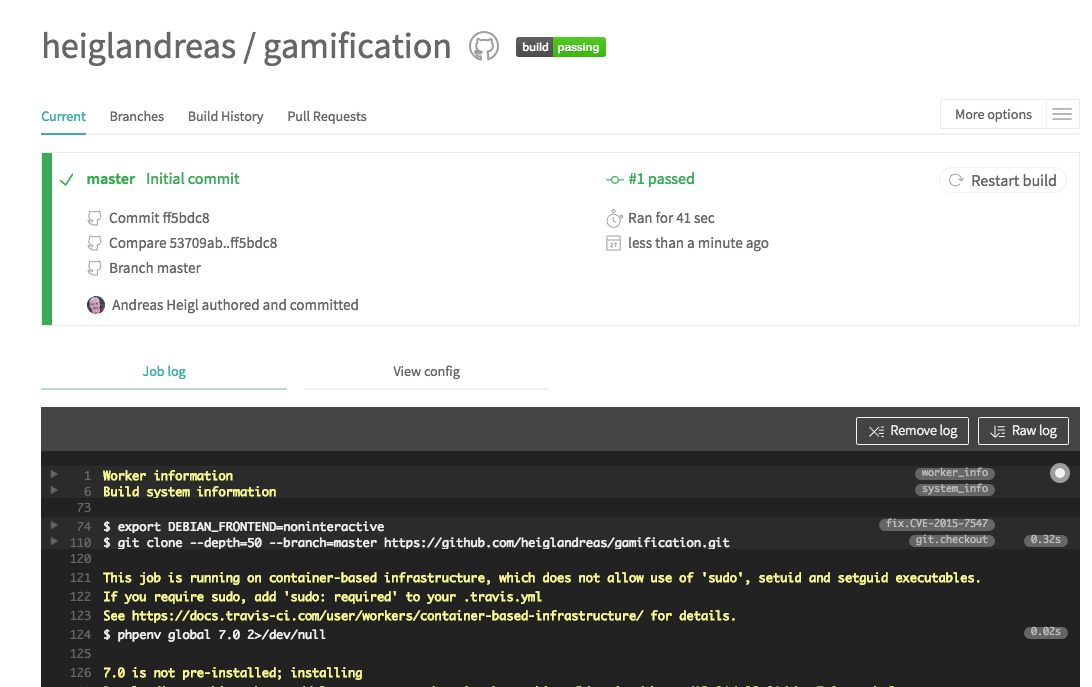 heiglandreas / gamification build passing
Current Branches Build History Pull Requests More options
master Initial commit #1 passed Restart build
Commit ff5bdc8 Ran for 41 sec
Compare 53709ab..ff5bdc8 27 less than a minute ago
Branch master
Andreas Heigl authored and committed
Job log View config
Remove log Raw log
1 Worker information worker_info
6 Build system information system_info
73
74 $ export DEBIAN_FRONTEND=noninteractive fix.CVE-2015-7547
110 $ git clone --depth=50 --branch=master https://github.com/heiglandreas/gamification.git git.checkout 0.32s
120
121 This job is running on container-based infrastructure, which does not allow use of 'sudo', setuid and setguid executables.
122 If you require sudo, add 'sudo: required' to your .travis.yml
123 See https://docs.travis-ci.com/user/workers/container-based-infrastructure/ for details.
124 $ phpenv global 7.0 2>/dev/null 0.02s
125
126 7.0 is not pre-installed; installing